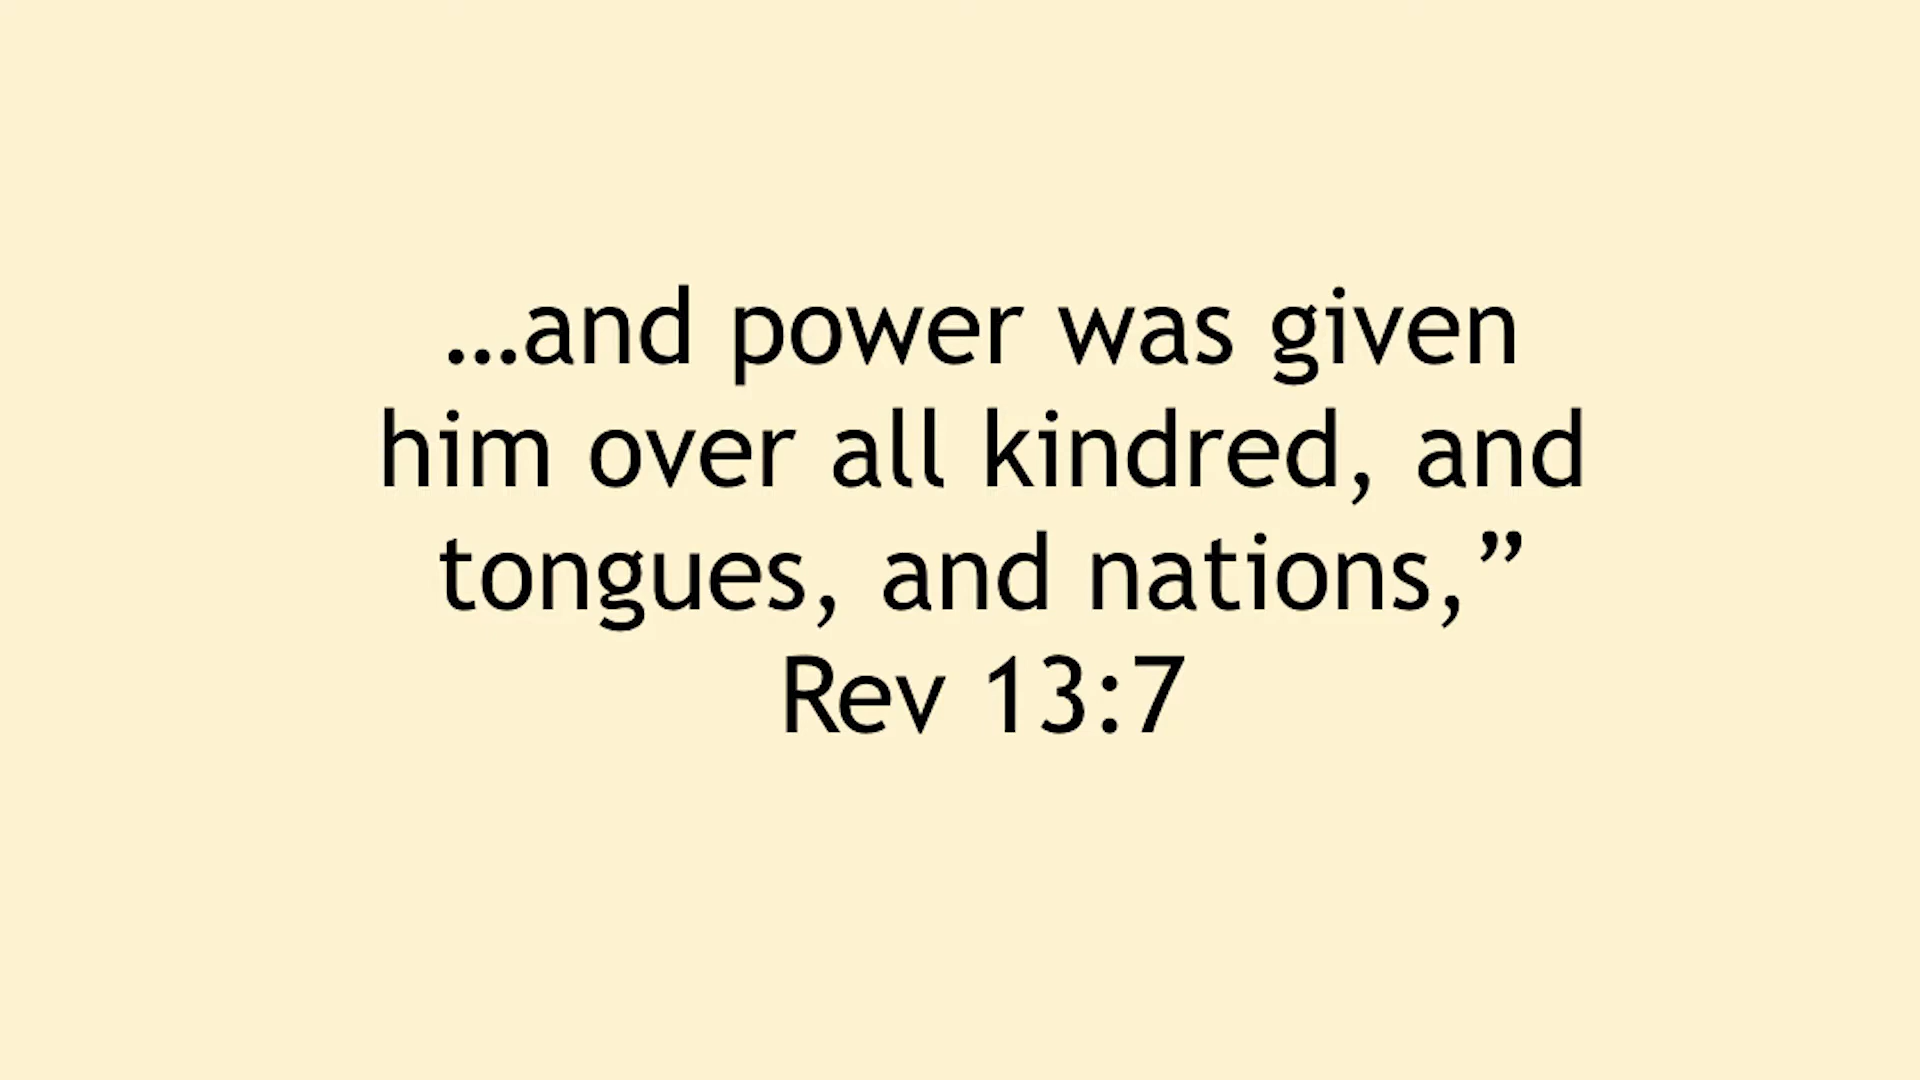 …and power was given
him over all kindred, and
tongues, and nations,”
Rev 13:7